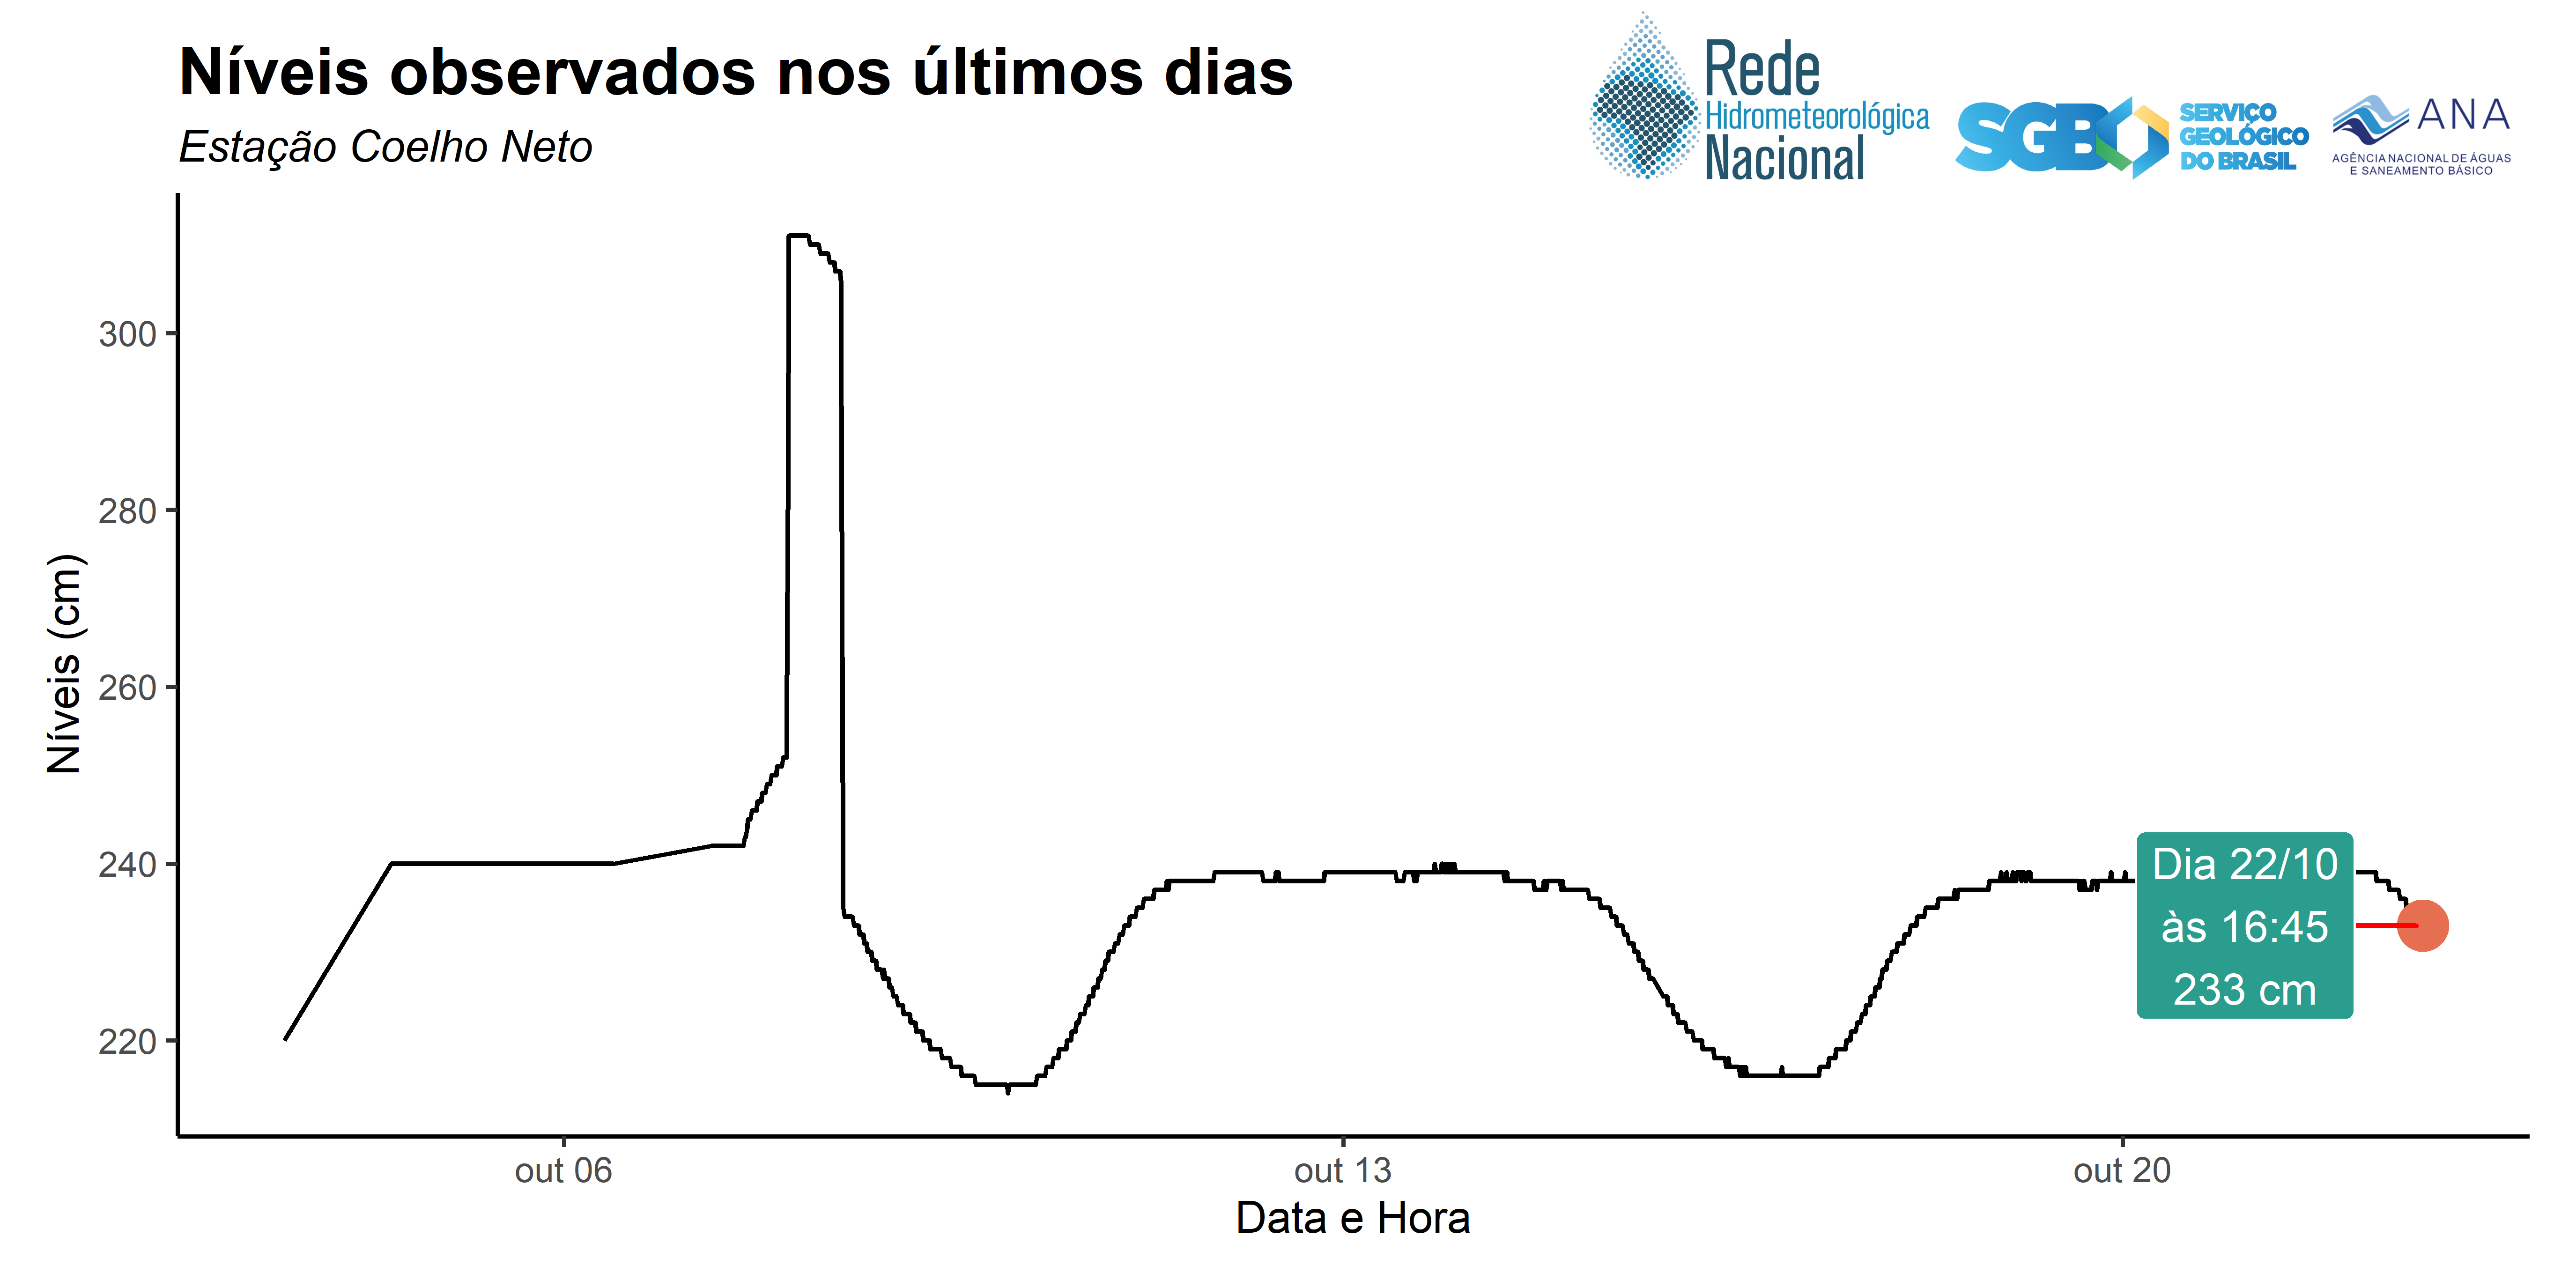 Níveis observados nos últimos dias
Estação Coelho Neto
Rede
Hidrometeorológica
Nacional
SGB
SERVIÇO
GEOLÓGICO
DO BRASIL
ANA
AGÊNCIA NACIONAL DE ÁGUAS
E SANEAMENTO BÁSICO
Níveis (cm)
300
280
260
240
220
Dia 22/10
às 16:45
233 cm
out 06
out 13
out 20
Data e Hora